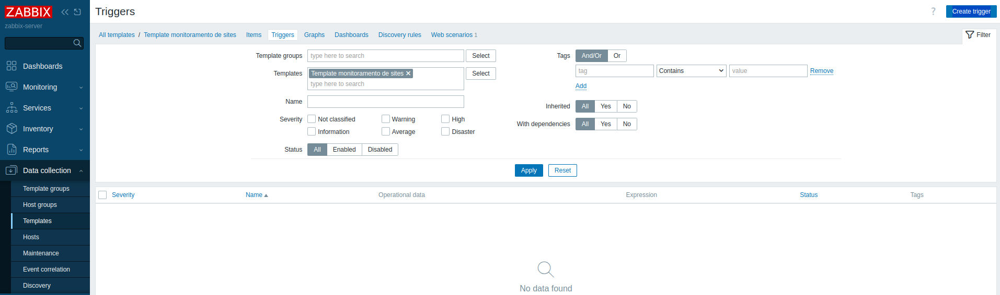 ZABBIX
zabbix-server
Dashboards
Monitoring
Services
Inventory
Reports
Data collection
Template groups
Host groups
Templates
Hosts
Maintenance
Event correlation
Discovery
Triggers
? Create trigger
All templates / Template monitoramento de sites Items Triggers Graphs Dashboards Discovery rules Web scenarios 1
Filter
Template groups type here to search Select
Templates Template monitoramento de sites Select
type here to search
Name
Severity Not classified Warning High
Information Average Disaster
Status All Enabled Disabled
Tags And/Or Or
tag Contains value Remove
Add
Inherited All Yes No
With dependencies All Yes No
Apply Reset
Severity Name Operational data Expression Status Tags
No data found